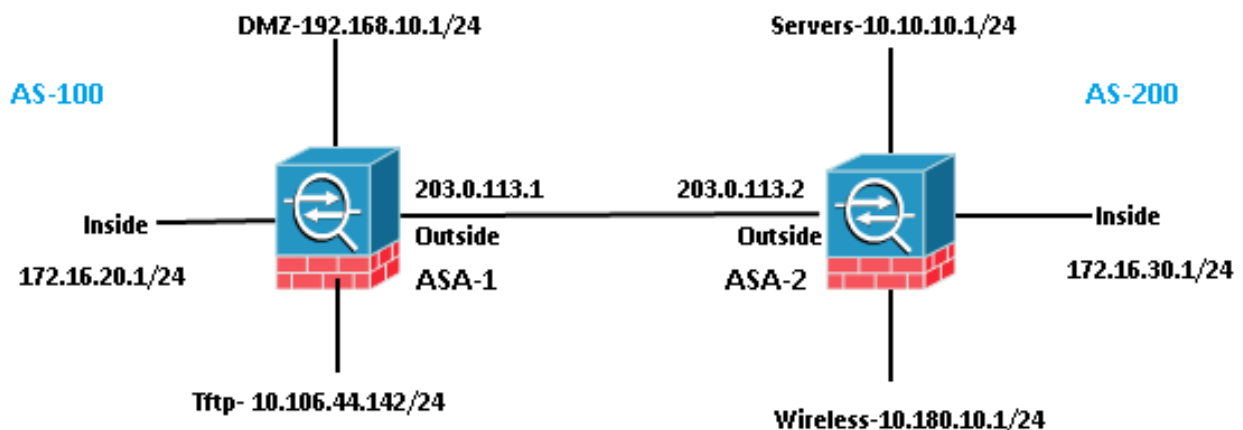 DMZ-192.168.10.1/24
Servers-10.10.10.1/24
AS-100
AS-200
203.0.113.1
203.0.113.2
Inside
Outside
Outside
Inside
172.16.20.1/24
ASA-1
ASA-2
172.16.30.1/24
Tftp- 10.106.44.142/24
Wireless-10.180.10.1/24